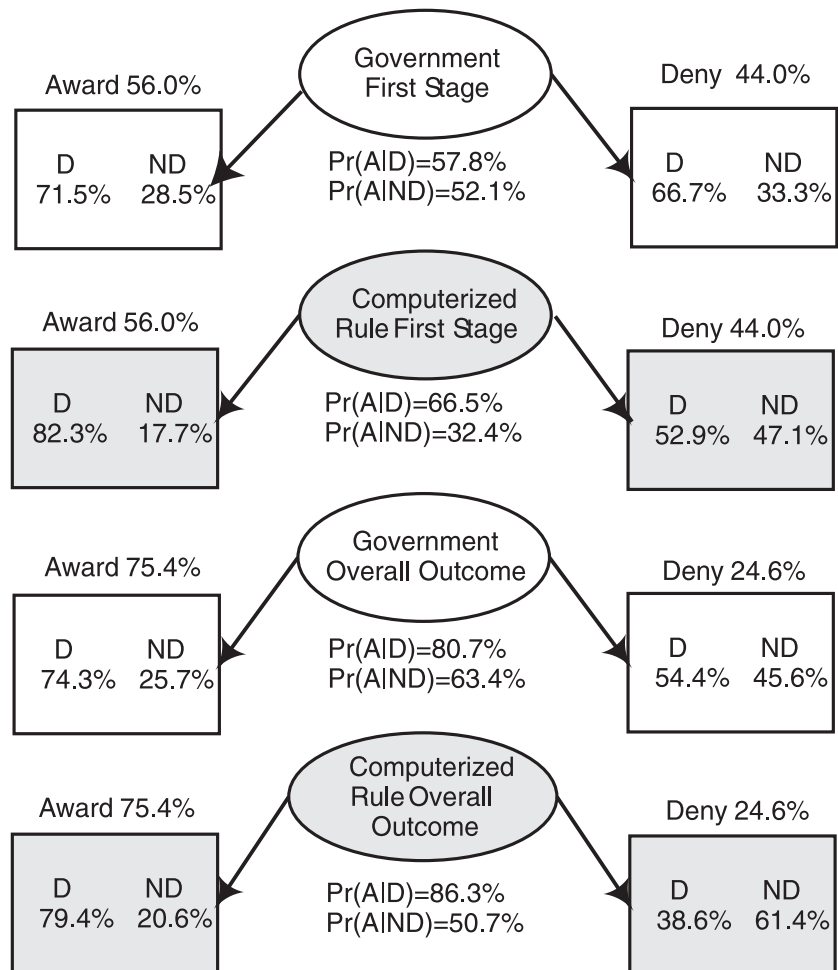 Government
First Stage
Award 56.0%
Deny 44.0%
D ND
71.5% 28.5%
Pr(A|D)=57.8%
Pr(A|ND)=52.1%
D ND
66.7% 33.3%
Computerized
Rule First Stage
Award 56.0%
Deny 44.0%
D ND
82.3% 17.7%
Pr(A|D)=66.5%
Pr(A|ND)=32.4%
D ND
52.9% 47.1%
Government
Overall Outcome
Award 75.4%
Deny 24.6%
D ND
74.3% 25.7%
Pr(A|D)=80.7%
Pr(A|ND)=63.4%
D ND
54.4% 45.6%
Computerized
Rule Overall
Outcome
Award 75.4%
Deny 24.6%
D ND
79.4% 20.6%
Pr(A|D)=86.3%
Pr(A|ND)=50.7%
D ND
38.6% 61.4%